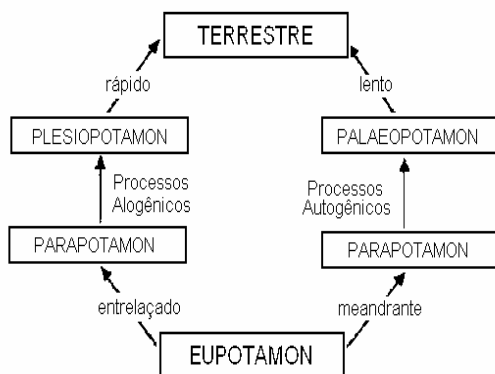 TERRESTRE
rápido
lento
PLESIOPOTAMON
PALAEOPOTAMON
Processos
Alogênicos
Processos
Autogênicos
PARAPOTAMON
PARAPOTAMON
entrelaçado
meandrante
EUPOTAMON